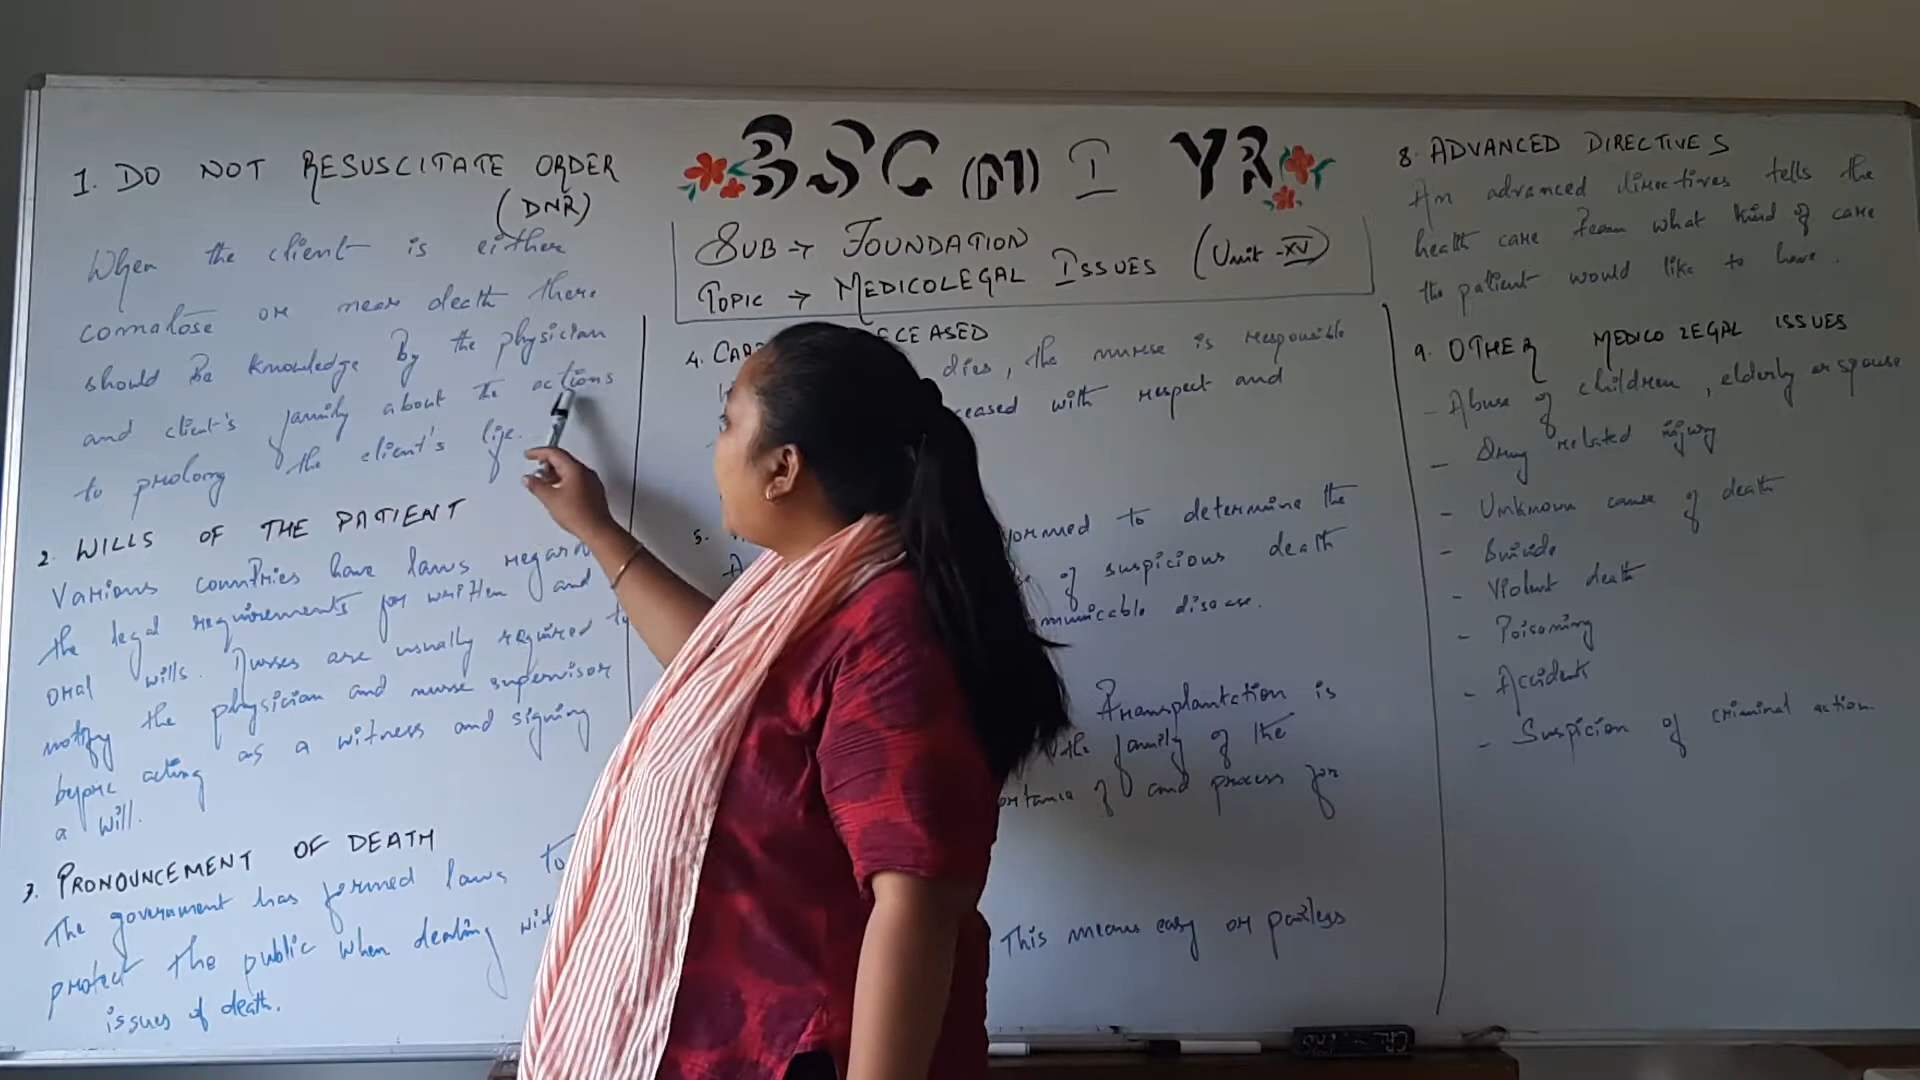 1. DO NOT RESUSCITATE ORDER
(DNR)
When the client is either
comatose or near death there
should be knowledge by the physician
and client's family about the actions
to prolong the client's life.
2. WILLS OF THE PATIENT
Various countries have laws regard
the legal requirements for written and
oral wills. Nurses are usually required to
notify the physician and nurse supervisor
before acting as a witness and signing
a will.
3. PRONOUNCEMENT OF DEATH
The government has formed laws to
protect the public when dealing
issues of death.
BSC (N) I YR
SUB → FOUNDATION
(Unit - XV)
TOPIC → MEDICOLEGAL ISSUES
4. ECEASED
dies, the nurse is responsible
ceased with respect and
5.
formed to determine the
of suspicious death
mmunicable disease.
Transplantation is
the family of the
ortance of and process for
This means easy or painless
8. ADVANCED DIRECTIVES
An advanced directives tells the
health care team what kind of care
the patient would like to have.
9. OTHER MEDICO LEGAL ISSUES
- Abuse of children, elderly or spouse
- Drug related injury
- Unknown cause of death
- Suicide
- Violent death
- Poisoning
- Accidents
- Suspicion of criminal action